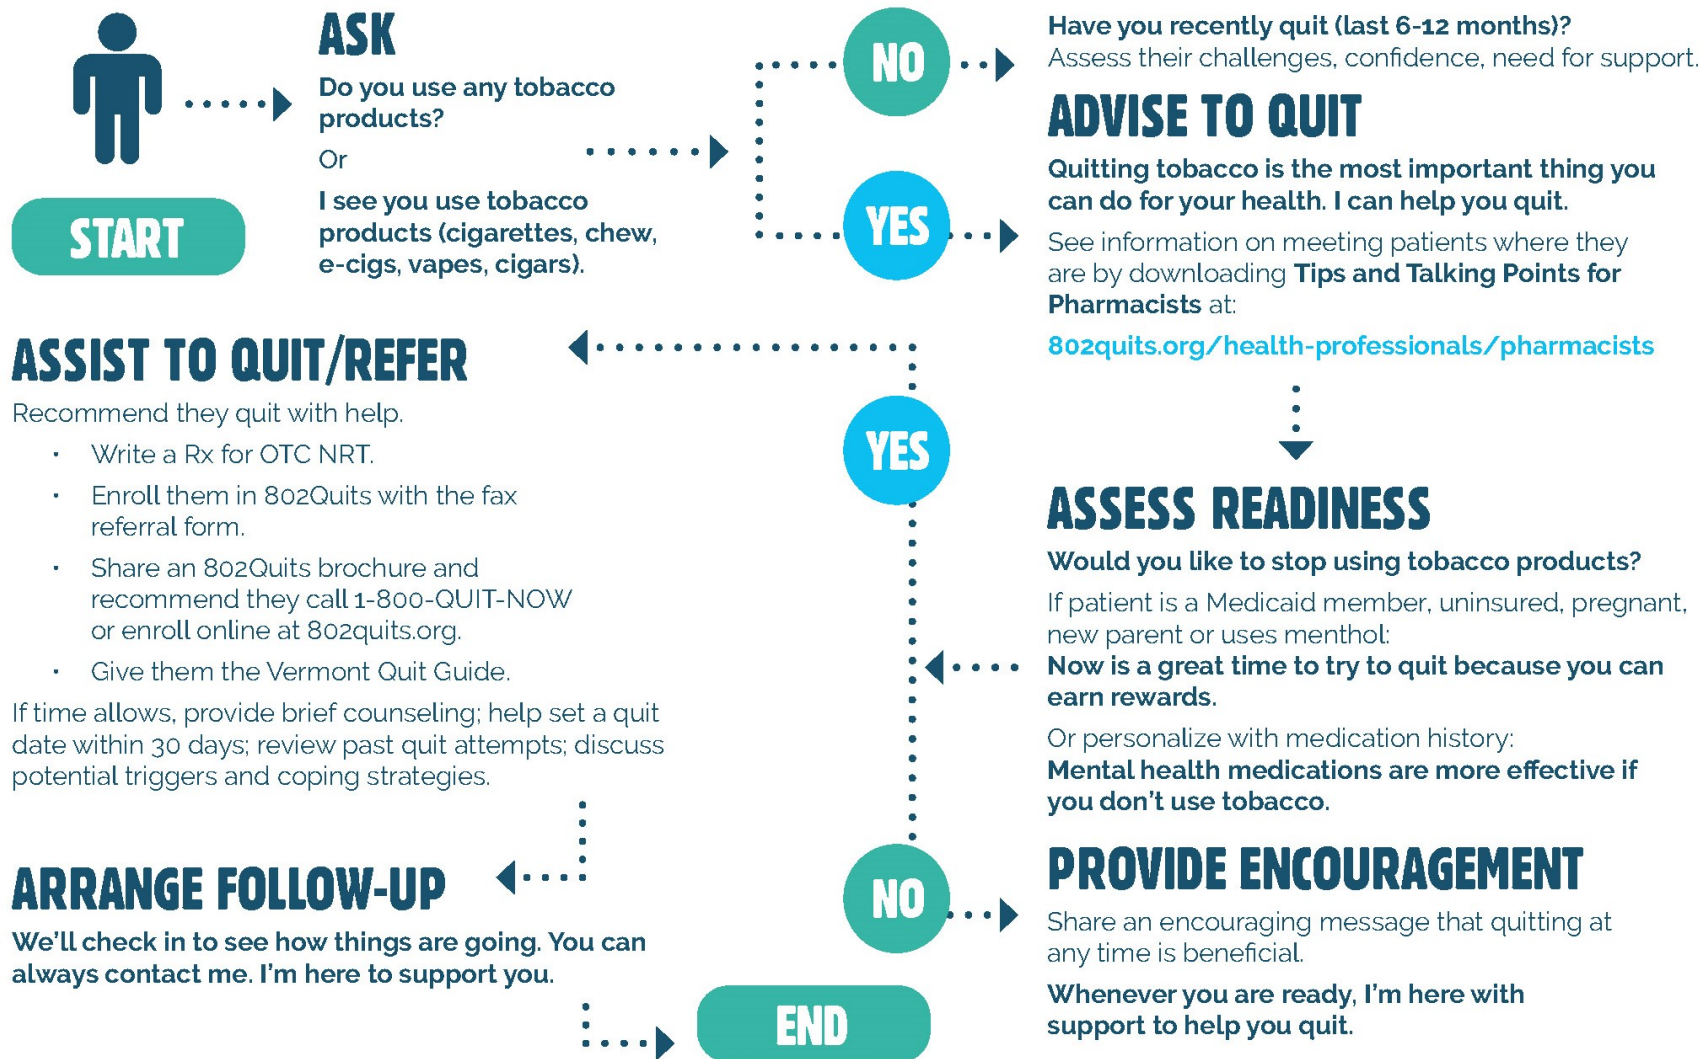 START
ASK
Do you use any tobacco
products?
Or
I see you use tobacco
products (cigarettes, chew,
e-cigs, vapes, cigars).
NO
Have you recently quit (last 6-12 months)?
Assess their challenges, confidence, need for support.
YES
ADVISE TO QUIT
Quitting tobacco is the most important thing you
can do for your health. I can help you quit.
See information on meeting patients where they
are by downloading Tips and Talking Points for
Pharmacists at:
802quits.org/health-professionals/pharmacists
ASSESS READINESS
Would you like to stop using tobacco products?
If patient is a Medicaid member, uninsured, pregnant,
new parent or uses menthol:
Now is a great time to try to quit because you can
earn rewards.
Or personalize with medication history:
Mental health medications are more effective if
you don't use tobacco.
YES
ASSIST TO QUIT/REFER
Recommend they quit with help.
· Write a Rx for OTC NRT.
· Enroll them in 802Quits with the fax
referral form.
· Share an 802Quits brochure and
recommend they call 1-800-QUIT-NOW
or enroll online at 802quits.org.
· Give them the Vermont Quit Guide.
If time allows, provide brief counseling; help set a quit
date within 30 days; review past quit attempts; discuss
potential triggers and coping strategies.
ARRANGE FOLLOW-UP
We'll check in to see how things are going. You can
always contact me. I'm here to support you.
NO
PROVIDE ENCOURAGEMENT
Share an encouraging message that quitting at
any time is beneficial.
Whenever you are ready, I'm here with
support to help you quit.
END